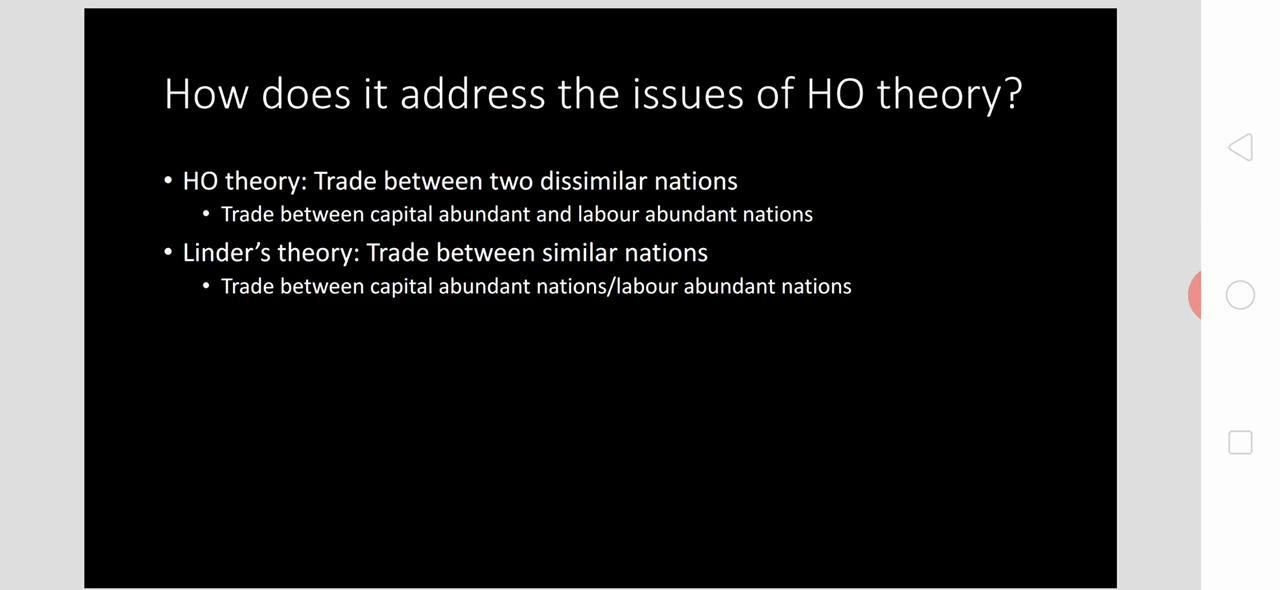 How does it address the issues of HO theory?
• HO theory: Trade between two dissimilar nations
• Trade between capital abundant and labour abundant nations
• Linder’s theory: Trade between similar nations
• Trade between capital abundant nations/labour abundant nations